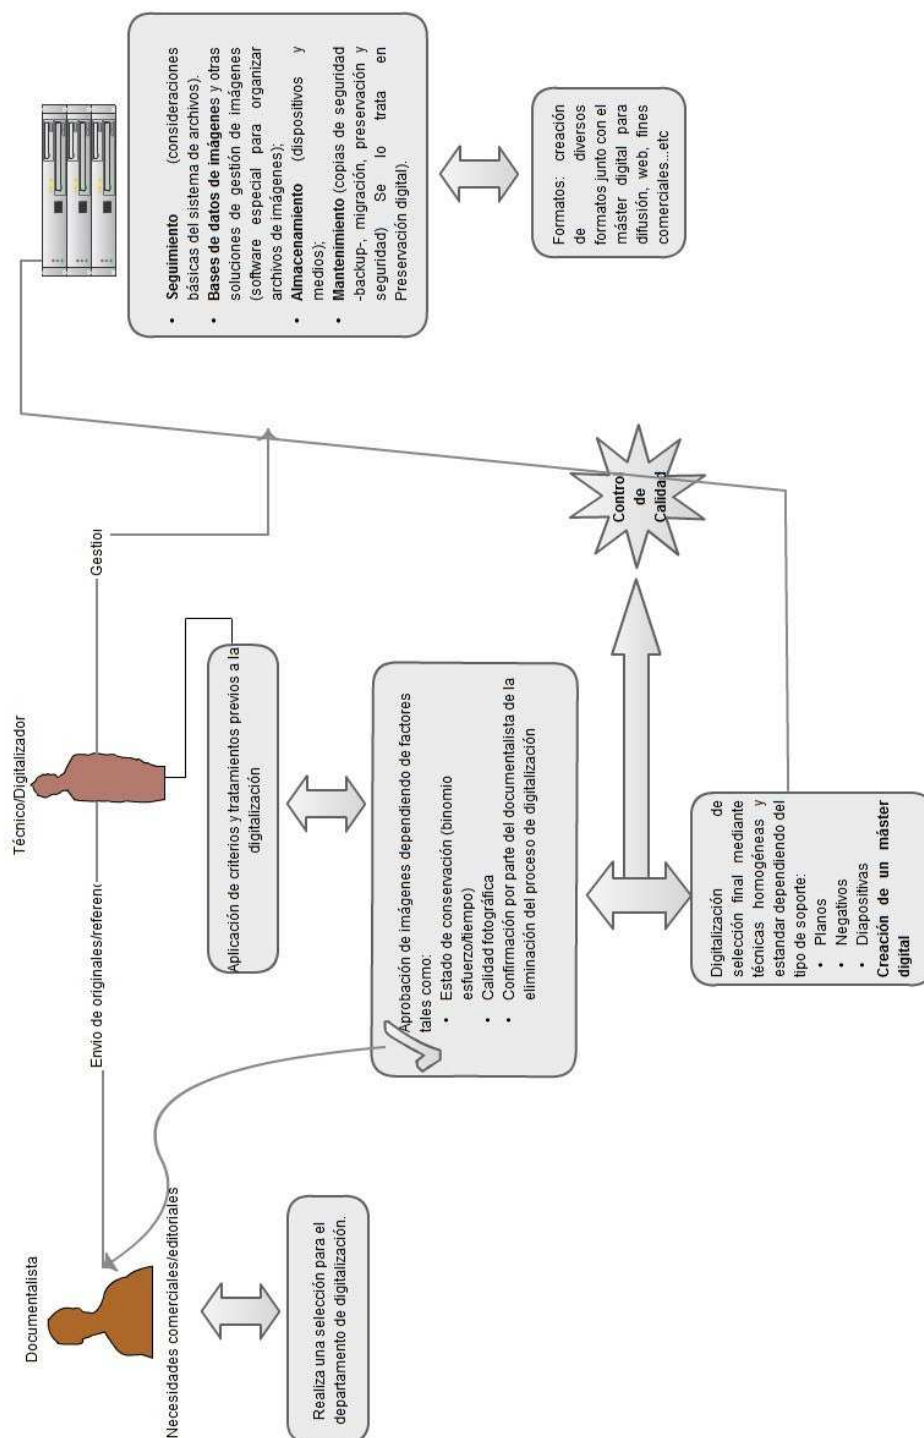 Documentalista
Necesidades comerciales/editoriales
Realiza una selección para el
departamento de digitalización.
Envio de originales/referenc
Técnico/Digitalizador
Gestion
Aplicación de criterios y tratamientos previos a la
digitalización
Aprobación de imágenes dependiendo de factores
tales como:
• Estado de conservación (binomio
esfuerzo/tiempo)
• Calidad fotográfica
• Confirmación por parte del documentalista de la
eliminación del proceso de digitalización
Digitalización de
selección final mediante
técnicas homogéneas y
estandar dependiendo del
tipo de soporte:
• Planos
• Negativos
• Diapositivas
Creación de un máster
digital
Contro
de
Calidad
• Seguimiento (consideraciones
básicas del sistema de archivos).
• Bases de datos de imágenes y otras
soluciones de gestión de imágenes
(software especial para organizar
archivos de imágenes);
• Almacenamiento (dispositivos y
medios);
• Mantenimiento (copias de seguridad
-backup-, migración, preservación y
seguridad) Se lo trata en
Preservación digital).
Formatos: creación
de diversos
formatos junto con el
máster digital para
difusión, web, fines
comerciales...etc